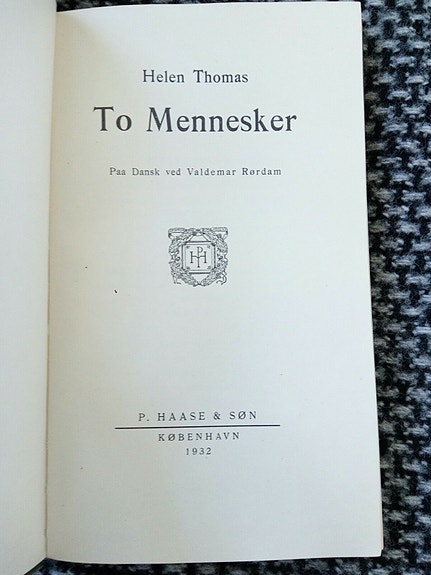 Helen Thomas
To Mennesker
Paa Dansk ved Valdemar Rørdam
PH
P. HAASE & SØN
KØBENHAVN
1932